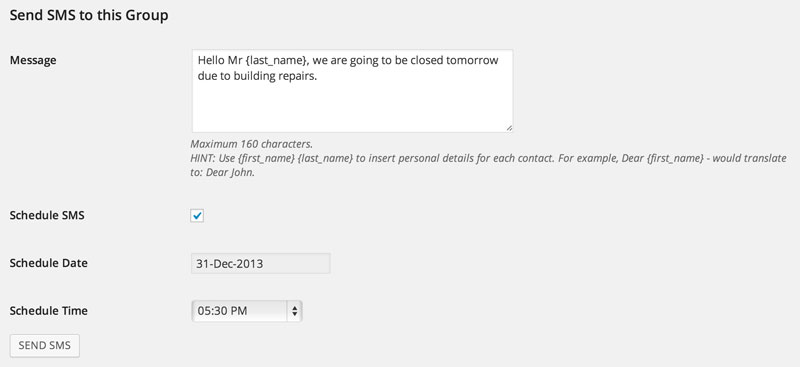 Send SMS to this Group
Message
Hello Mr {last_name}, we are going to be closed tomorrow
due to building repairs.
Maximum 160 characters.
HINT: Use {first_name} {last_name} to insert personal details for each contact. For example, Dear {first_name} - would translate
to: Dear John.
Schedule SMS
Schedule Date
31-Dec-2013
Schedule Time
05:30 PM
SEND SMS